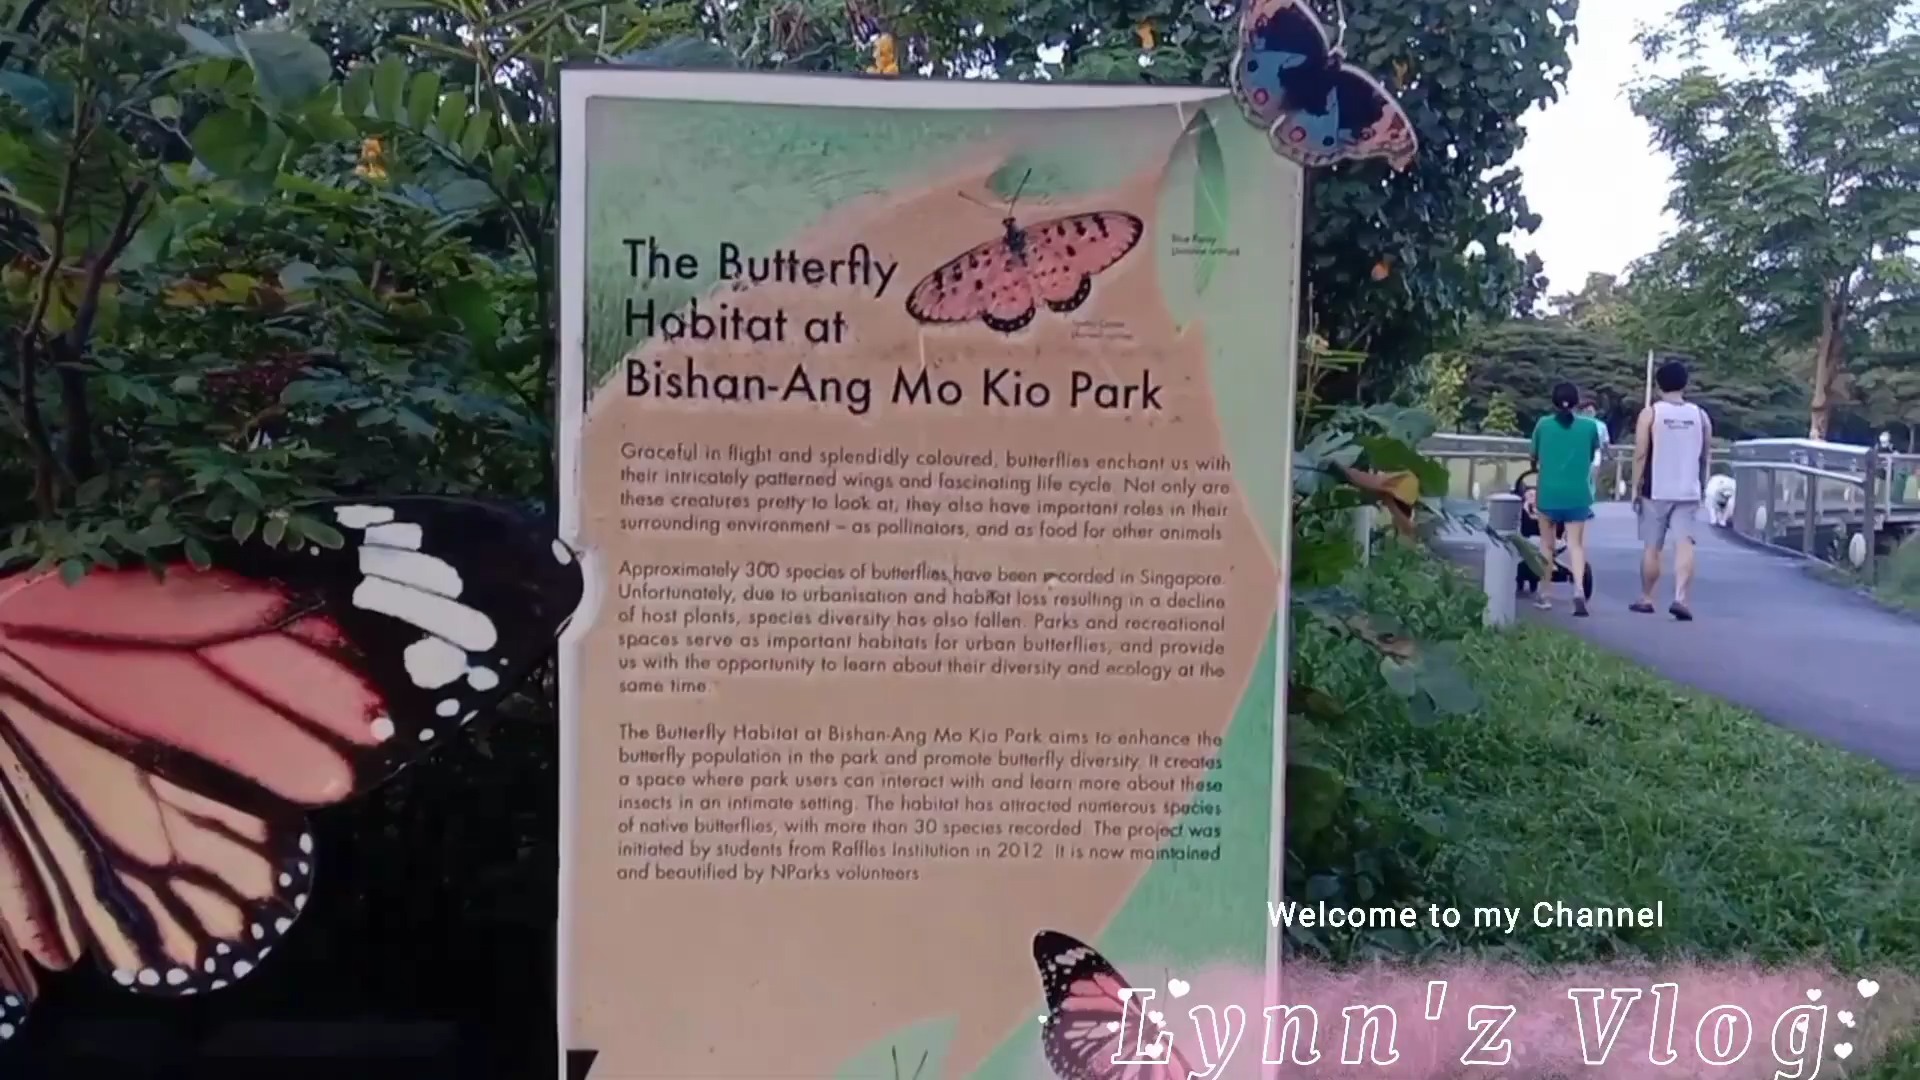 The Butterfly
Habitat at
Bishan-Ang Mo Kio Park
Blue Pansy
Graceful in flight and splendidly coloured, butterflies enchant us with
their intricately patterned wings and fascinating life cycle. Not only are
these creatures pretty to look at, they also have important roles in their
surrounding environment – as pollinators, and as food for other animals.
Approximately 300 species of butterflies have been recorded in Singapore.
Unfortunately, due to urbanisation and habitat loss resulting in a decline
of host plants, species diversity has also fallen. Parks and recreational
spaces serve as important habitats for urban butterflies, and provide
us with the opportunity to learn about their diversity and ecology at the
same time.
The Butterfly Habitat at Bishan-Ang Mo Kio Park aims to enhance the
butterfly population in the park and promote butterfly diversity. It creates
a space where park users can interact with and learn more about these
insects in an intimate setting. The habitat has attracted numerous species
of native butterflies, with more than 30 species recorded. The project was
initiated by students from Raffles Institution in 2012. It is now maintained
and beautified by NParks volunteers.
Welcome to my Channel
Lynn'z Vlog